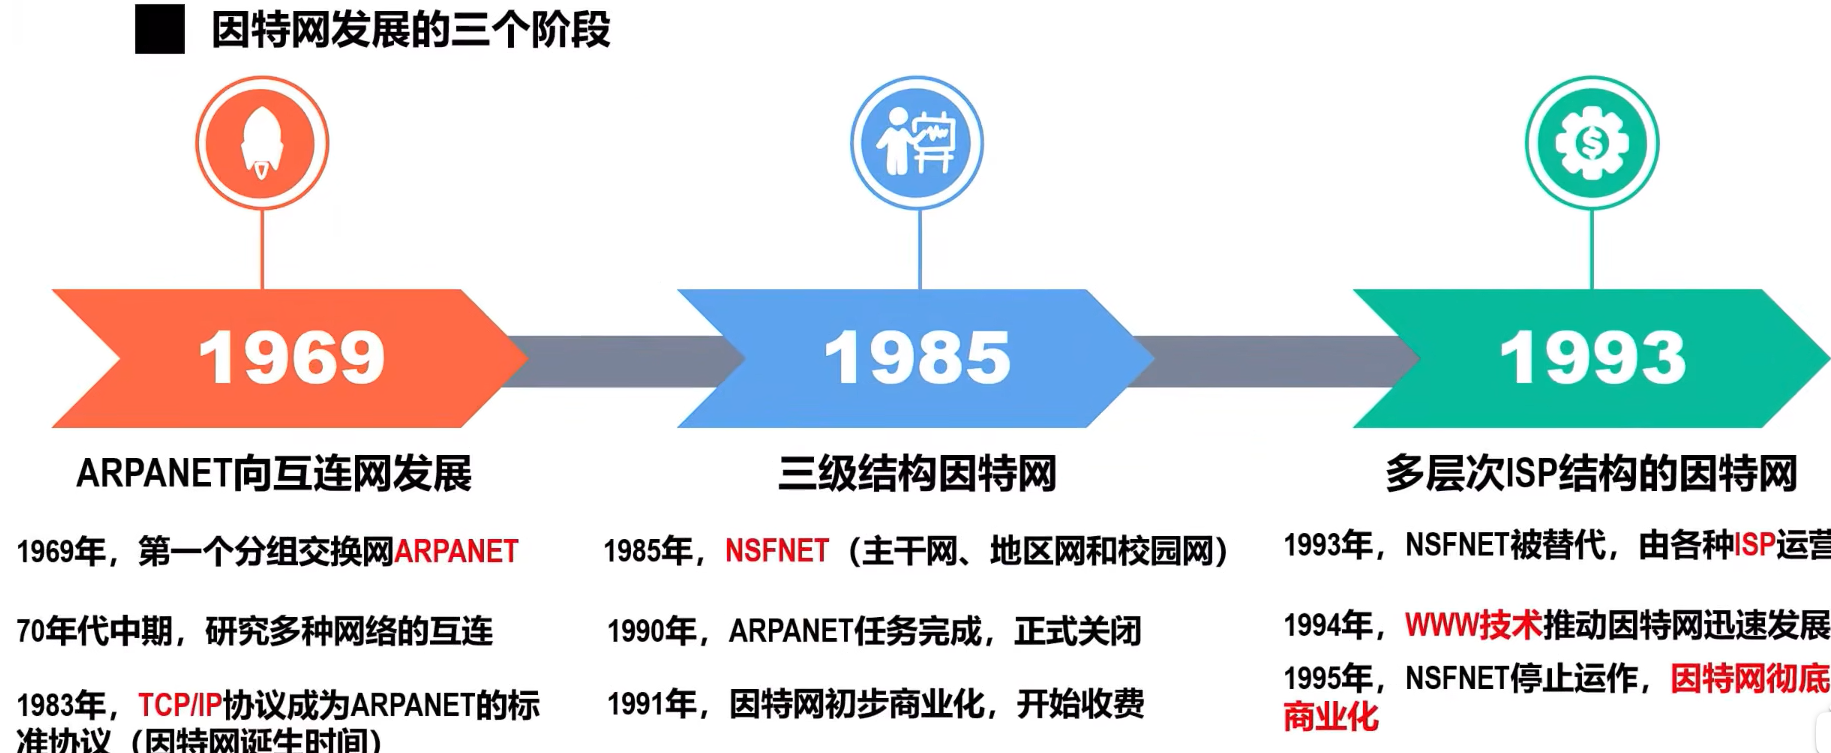 因特网发展的三个阶段
1969
ARPANET向互连网发展
1969年，第一个分组交换网ARPANET
70年代中期，研究多种网络的互连
1983年，TCP/IP协议成为ARPANET的标
准协议（因特网诞生时间）
1985
三级结构因特网
1985年，NSFNET（主干网、地区网和校园网）
1990年，ARPANET任务完成，正式关闭
1991年，因特网初步商业化，开始收费
1993
多层次ISP结构的因特网
1993年，NSFNET被替代，由各种ISP运营
1994年，WWW技术推动因特网迅速发展
1995年，NSFNET停止运作，因特网彻底
商业化